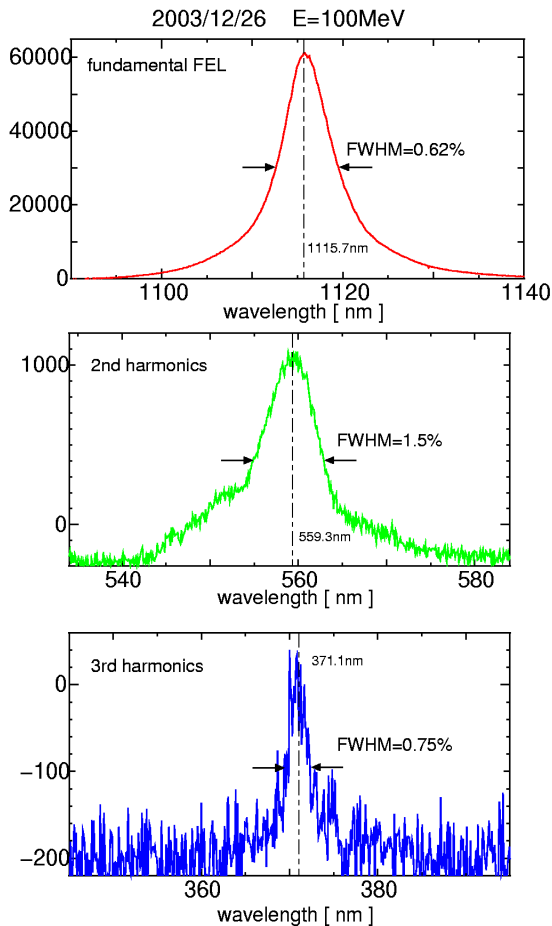 2003/12/26 E=100MeV
60000
fundamental FEL
40000
FWHM=0.62%
20000
1115.7nm
0
1100 1120 1140
wavelength [ nm ]
1000
2nd harmonics
FWHM=1.5%
0
559.3nm
540 560 580
wavelength [ nm ]
371.1nm
3rd harmonics
0
FWHM=0.75%
−100
−200
360 380
wavelength [ nm ]